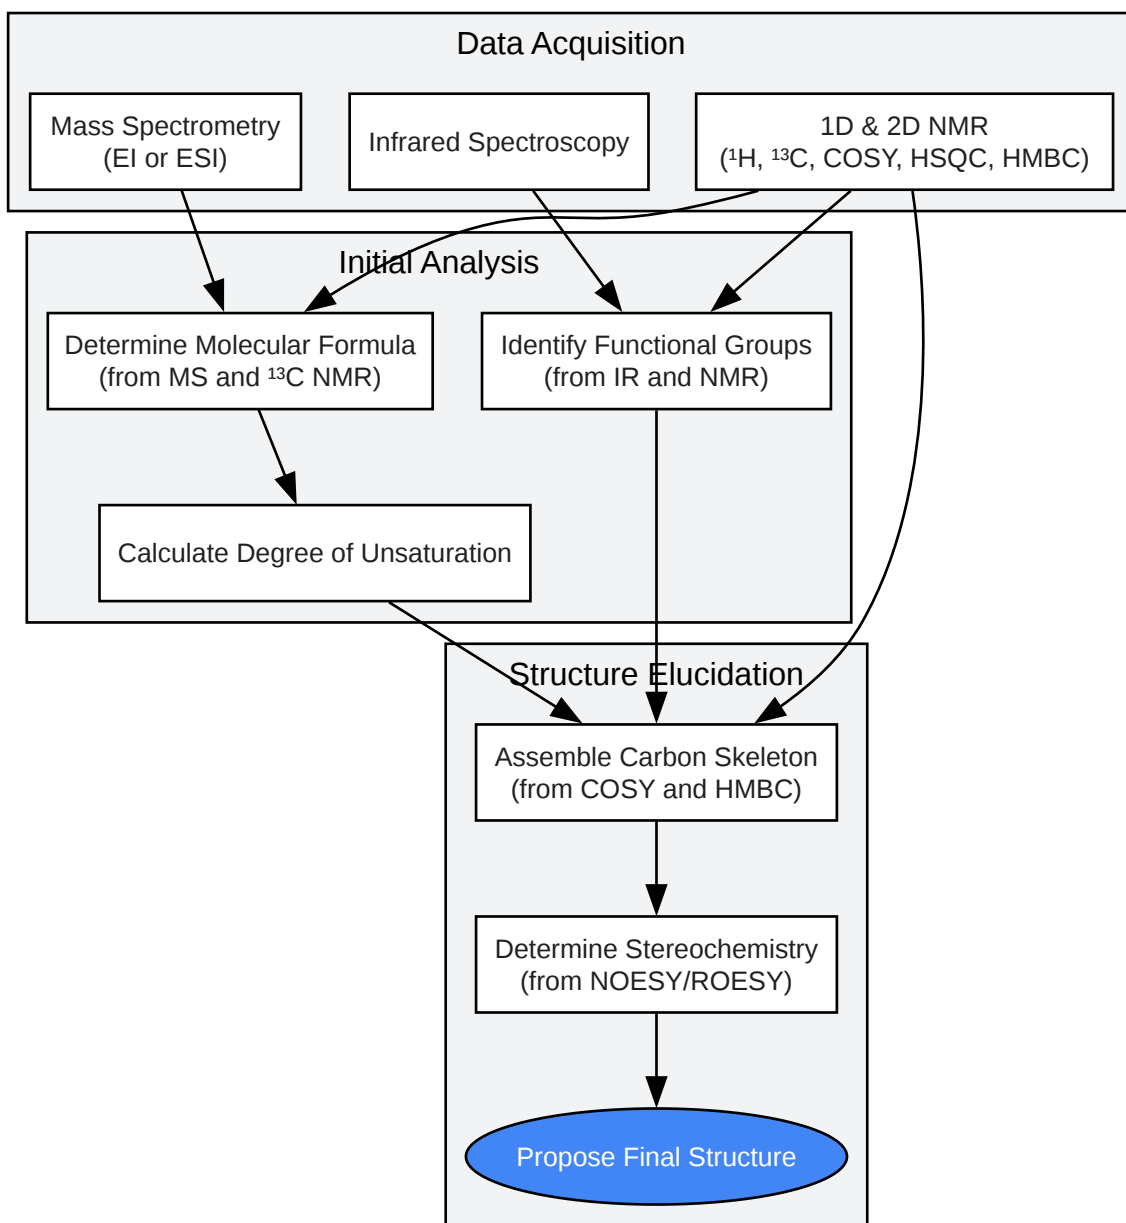 Data Acquisition
Mass Spectrometry
(EI or ESI)
Infrared Spectroscopy
1D & 2D NMR
(¹H, ¹³C, COSY, HSQC, HMBC)
Initial Analysis
Determine Molecular Formula
(from MS and ¹³C NMR)
Identify Functional Groups
(from IR and NMR)
Calculate Degree of Unsaturation
Structure Elucidation
Assemble Carbon Skeleton
(from COSY and HMBC)
Determine Stereochemistry
(from NOESY/ROESY)
Propose Final Structure